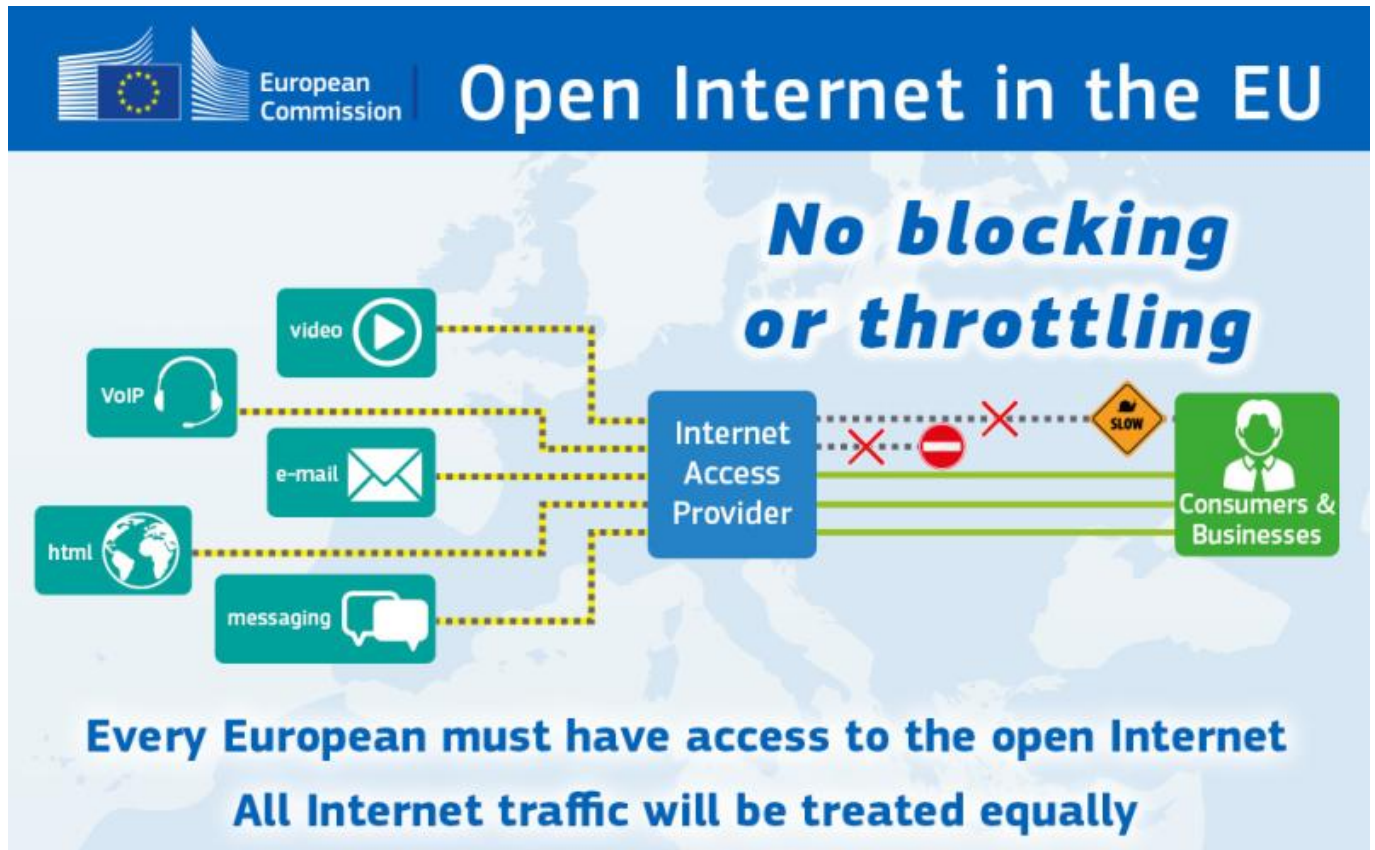 European
Commission
Open Internet in the EU
No blocking
or throttling
video
VoIP
e-mail
html
messaging
Internet
Access
Provider
SLOW
Consumers &
Businesses
Every European must have access to the open Internet
All Internet traffic will be treated equally